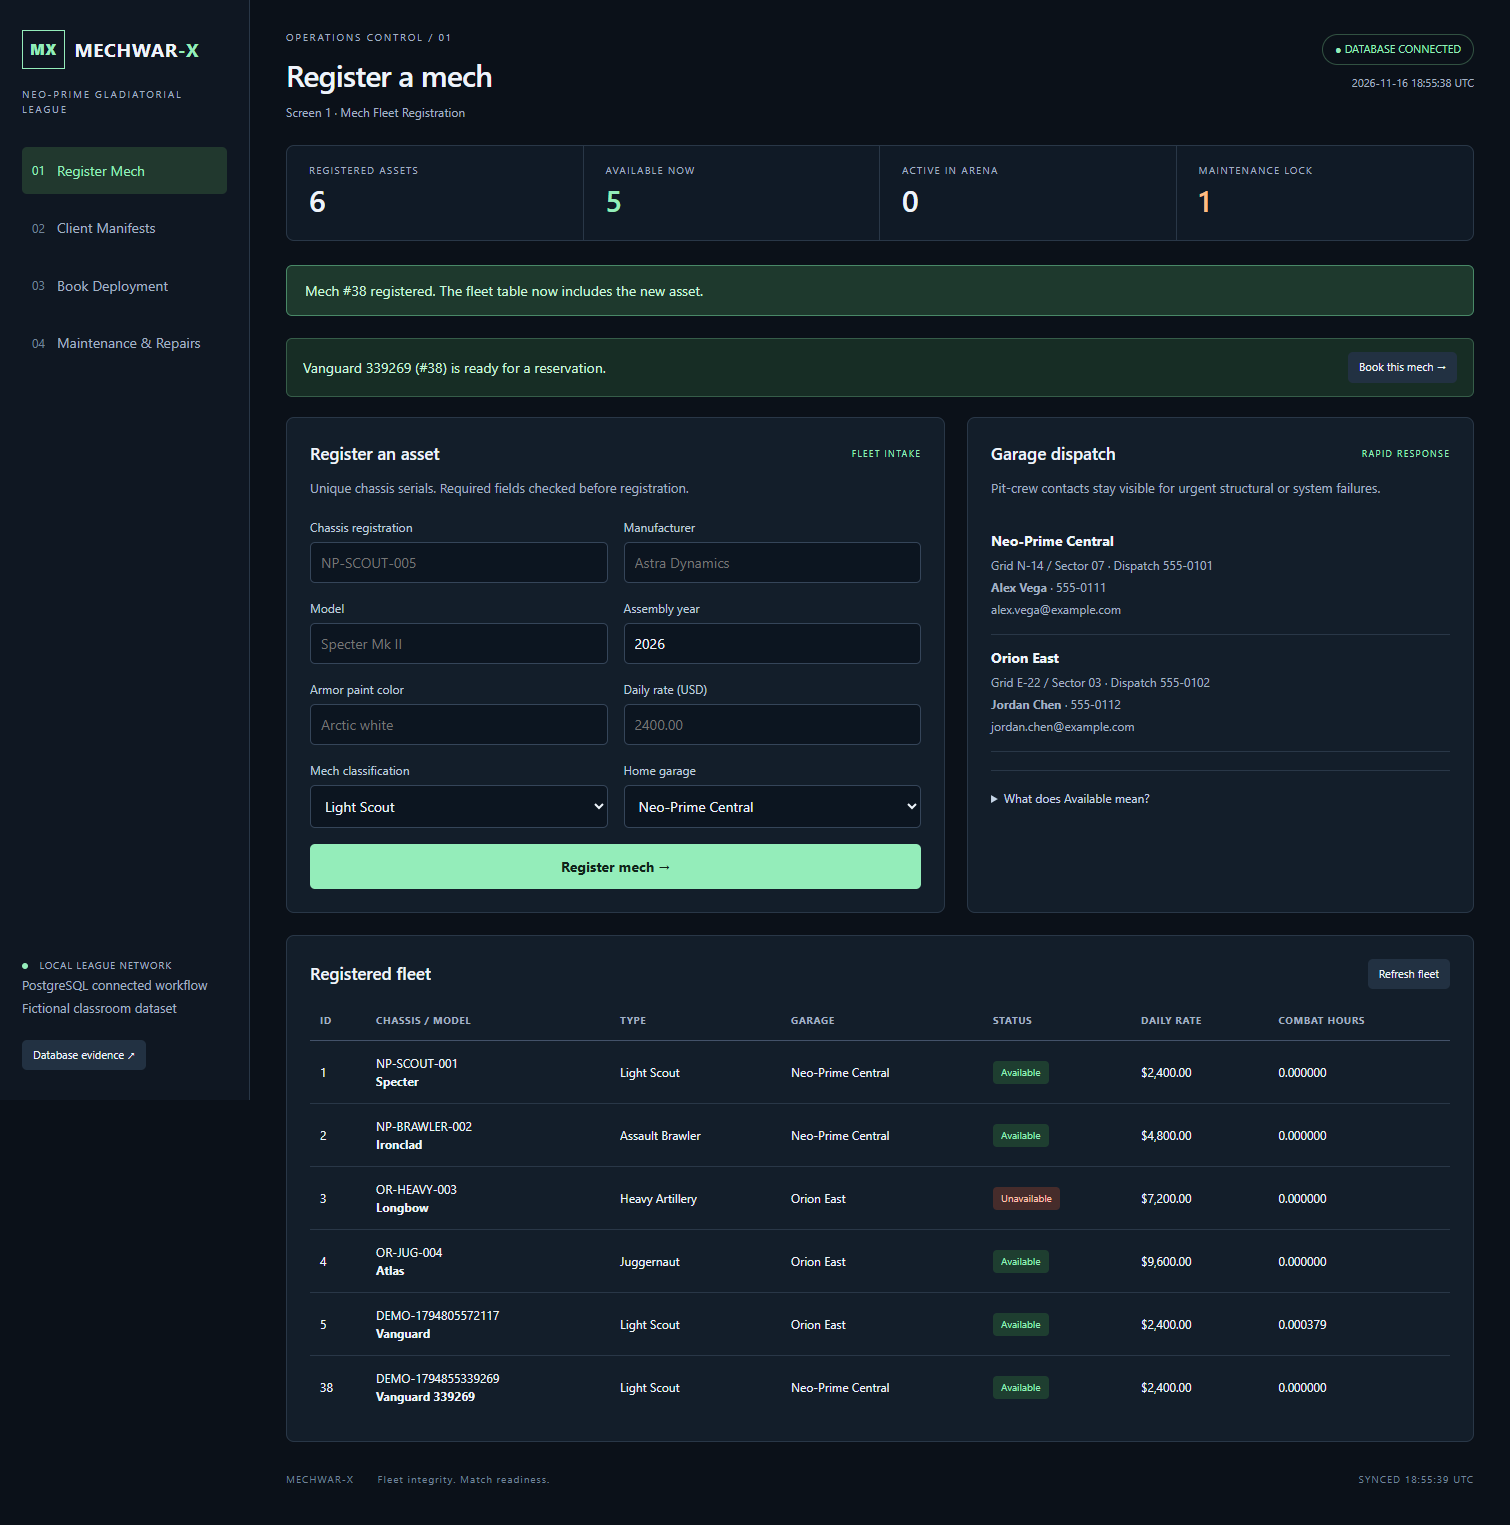 MX MECHWAR-X
NEO-PRIME GLADIATORIAL
LEAGUE
01 Register Mech
02 Client Manifests
03 Book Deployment
04 Maintenance & Repairs
LOCAL LEAGUE NETWORK
PostgreSQL connected workflow
Fictional classroom dataset
Database evidence ↗
OPERATIONS CONTROL / 01
Register a mech
Screen 1 · Mech Fleet Registration
DATABASE CONNECTED
2026-11-16 18:55:38 UTC
REGISTERED ASSETS
6
AVAILABLE NOW
5
ACTIVE IN ARENA
0
MAINTENANCE LOCK
1
Mech #38 registered. The fleet table now includes the new asset.
Vanguard 339269 (#38) is ready for a reservation.
Book this mech →
Register an asset
FLEET INTAKE
Unique chassis serials. Required fields checked before registration.
Chassis registration
NP-SCOUT-005
Manufacturer
Astra Dynamics
Model
Specter Mk II
Assembly year
2026
Armor paint color
Arctic white
Daily rate (USD)
2400.00
Mech classification
Light Scout
Home garage
Neo-Prime Central
Register mech →
Garage dispatch
RAPID RESPONSE
Pit-crew contacts stay visible for urgent structural or system failures.
Neo-Prime Central
Grid N-14 / Sector 07 · Dispatch 555-0101
Alex Vega · 555-0111
alex.vega@example.com
Orion East
Grid E-22 / Sector 03 · Dispatch 555-0102
Jordan Chen · 555-0112
jordan.chen@example.com
What does Available mean?
Registered fleet
Refresh fleet
ID CHASSIS / MODEL TYPE GARAGE STATUS DAILY RATE COMBAT HOURS
1 NP-SCOUT-001 Light Scout Neo-Prime Central Available $2,400.00 0.000000
Specter
2 NP-BRAWLER-002 Assault Brawler Neo-Prime Central Available $4,800.00 0.000000
Ironclad
3 OR-HEAVY-003 Heavy Artillery Orion East Unavailable $7,200.00 0.000000
Longbow
4 OR-JUG-004 Juggernaut Orion East Available $9,600.00 0.000000
Atlas
5 DEMO-1794805572117 Light Scout Orion East Available $2,400.00 0.000379
Vanguard
38 DEMO-1794855339269 Light Scout Neo-Prime Central Available $2,400.00 0.000000
Vanguard 339269
MECHWAR-X Fleet integrity. Match readiness.
SYNCED 18:55:39 UTC